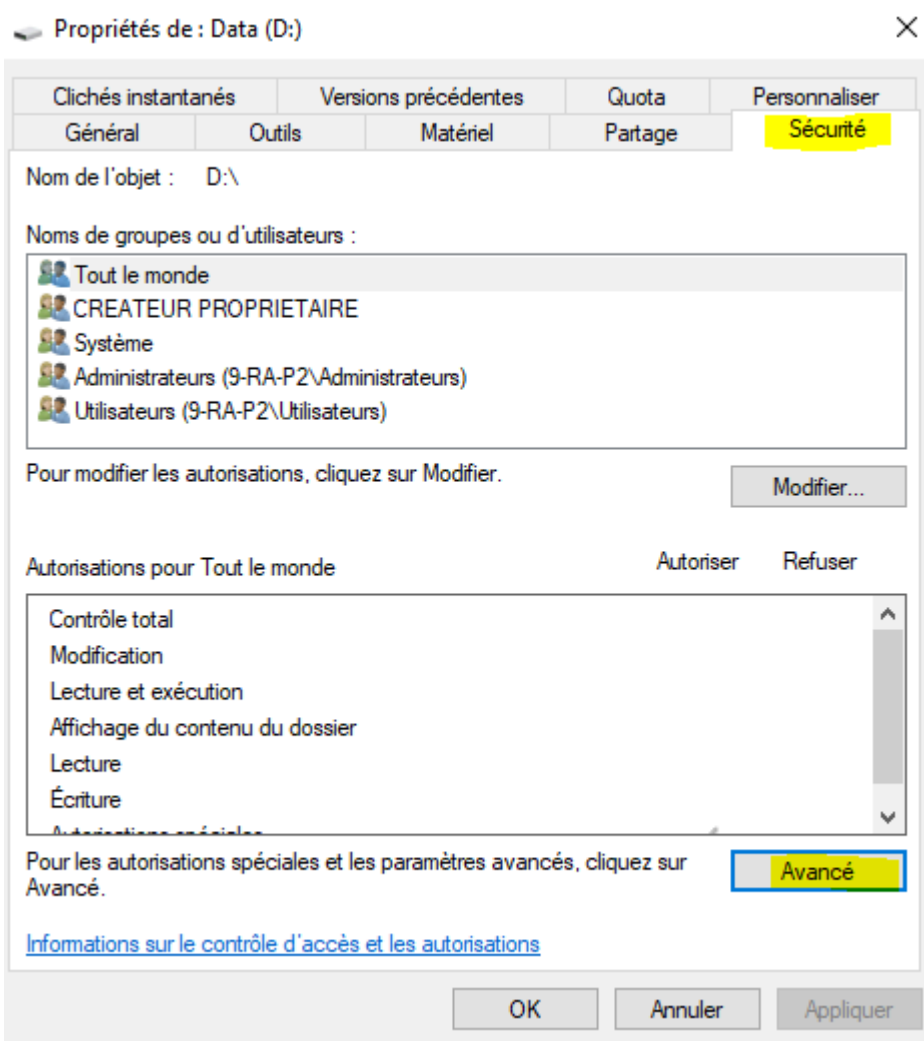 Propriétés de : Data (D:)
Clichés instantanés Versions précédentes Quota Personnaliser
Général Outils Matériel Partage Sécurité
Nom de l'objet : D:\
Noms de groupes ou d'utilisateurs :
Tout le monde
CREATEUR PROPRIETAIRE
Système
Administrateurs (9-RA-P2\Administrateurs)
Utilisateurs (9-RA-P2\Utilisateurs)
Pour modifier les autorisations, cliquez sur Modifier.
Modifier...
Autorisations pour Tout le monde Autoriser Refuser
Contrôle total
Modification
Lecture et exécution
Affichage du contenu du dossier
Lecture
Écriture
Autorisations spéciales
Pour les autorisations spéciales et les paramètres avancés, cliquez sur
Avancé.
Avancé
Informations sur le contrôle d'accès et les autorisations
OK Annuler Appliquer